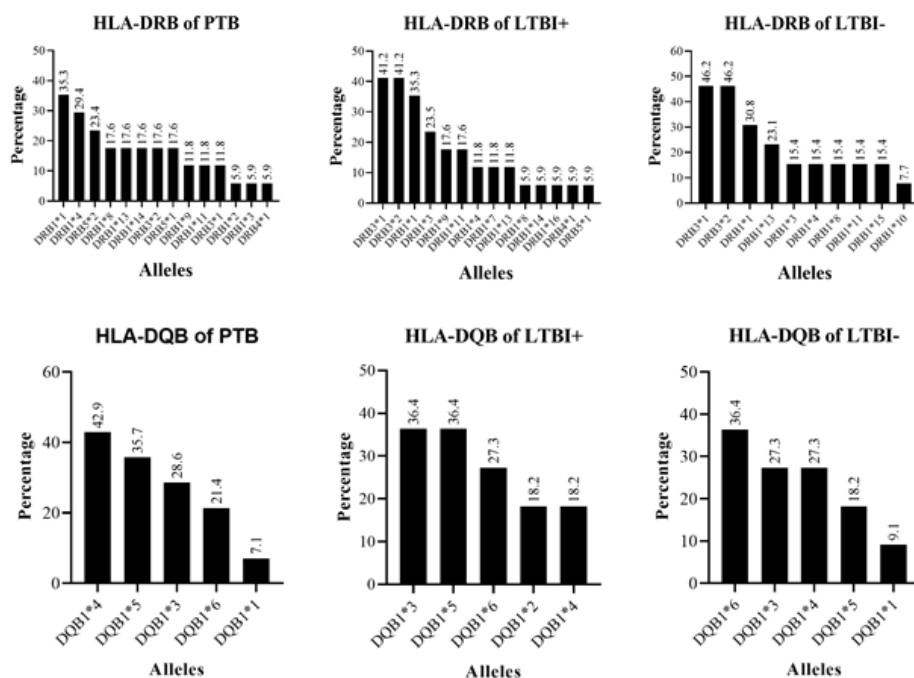 HLA-DRB of PTB
Percentage
50
40
30
20
10
0
35.3
29.4
23.4
17.6
17.6
17.6
17.6
17.6
11.8
11.8
11.8
5.9
5.9
5.9
DRB1*1
DRB1*4
DRB5*2
DRB1*8
DRB1*13
DRB1*14
DRB3*2
DRB5*1
DRB1*9
DRB1*11
DRB3*1
DRB1*2
DRB1*3
DRB4*1
Alleles
HLA-DRB of LTBI+
Percentage
50
40
30
20
10
0
41.2
41.2
35.3
23.5
17.6
17.6
11.8
11.8
11.8
5.9
5.9
5.9
5.9
5.9
DRB3*1
DRB3*2
DRB1*1
DRB1*3
DRB1*9
DRB1*11
DRB1*4
DRB1*7
DRB1*13
DRB1*8
DRB1*14
DRB1*16
DRB4*1
DRB5*1
Alleles
HLA-DRB of LTBI-
Percentage
60
50
40
30
20
10
0
46.2
46.2
30.8
23.1
15.4
15.4
15.4
15.4
15.4
7.7
DRB3*1
DRB3*2
DRB1*1
DRB1*13
DRB1*3
DRB1*4
DRB1*8
DRB1*11
DRB1*15
DRB1*10
Alleles
HLA-DQB of PTB
Percentage
60
40
20
0
42.9
35.7
28.6
21.4
7.1
DQB1*4
DQB1*5
DQB1*3
DQB1*6
DQB1*1
Alleles
HLA-DQB of LTBI+
Percentage
50
40
30
20
10
0
36.4
36.4
27.3
18.2
18.2
DQB1*3
DQB1*5
DQB1*6
DQB1*2
DQB1*4
Alleles
HLA-DQB of LTBI-
Percentage
50
40
30
20
10
0
36.4
27.3
27.3
18.2
9.1
DQB1*6
DQB1*3
DQB1*4
DQB1*5
DQB1*1
Alleles